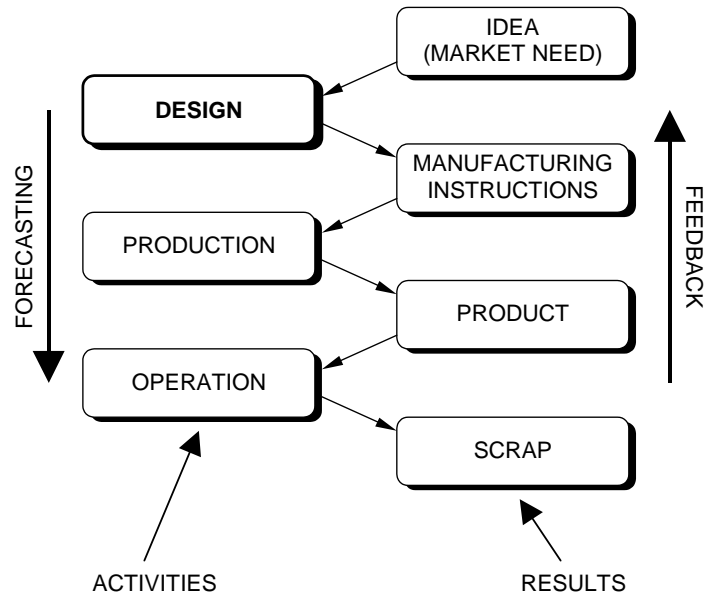 IDEA
(MARKET NEED)
DESIGN
MANUFACTURING
INSTRUCTIONS
FORECASTING
FEEDBACK
PRODUCTION
PRODUCT
OPERATION
SCRAP
ACTIVITIES
RESULTS